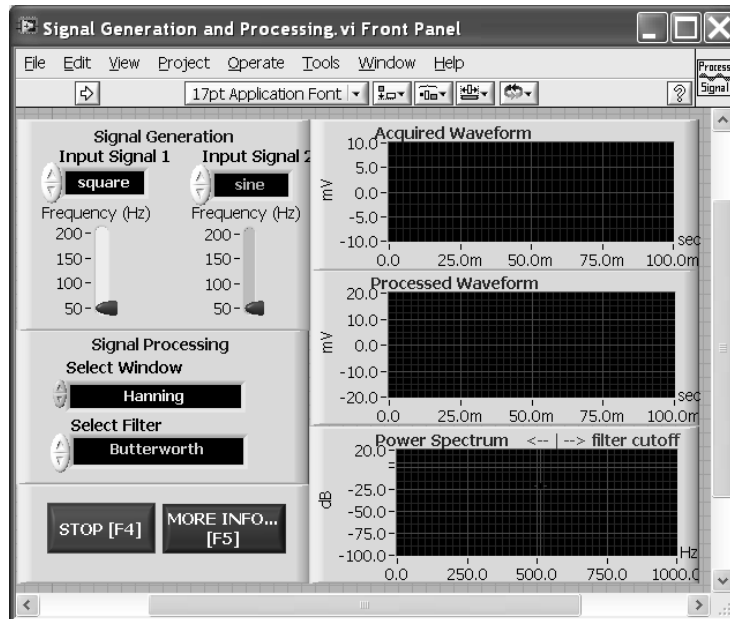 Signal Generation and Processing.vi Front Panel
File Edit View Project Operate Tools Window Help
17pt Application Font
?
Process
Signal
Signal Generation
Input Signal 1
Input Signal 2
square
sine
Frequency (Hz)
Frequency (Hz)
200
200
150
150
100
100
50
50
Signal Processing
Select Window
Hanning
Select Filter
Butterworth
STOP [F4]
MORE INFO...
[F5]
Acquired Waveform
mV
10.0
5.0
0.0
-5.0
-10.0
0.0 25.0m 50.0m 75.0m 100.0m
sec
Processed Waveform
mV
20.0
10.0
0.0
-10.0
-20.0
0.0 25.0m 50.0m 75.0m 100.0m
sec
Power Spectrum <-- | --> filter cutoff
dB
20.0
-25.0
-50.0
-75.0
-100.0
0.0 250.0 500.0 750.0 1000.0
Hz